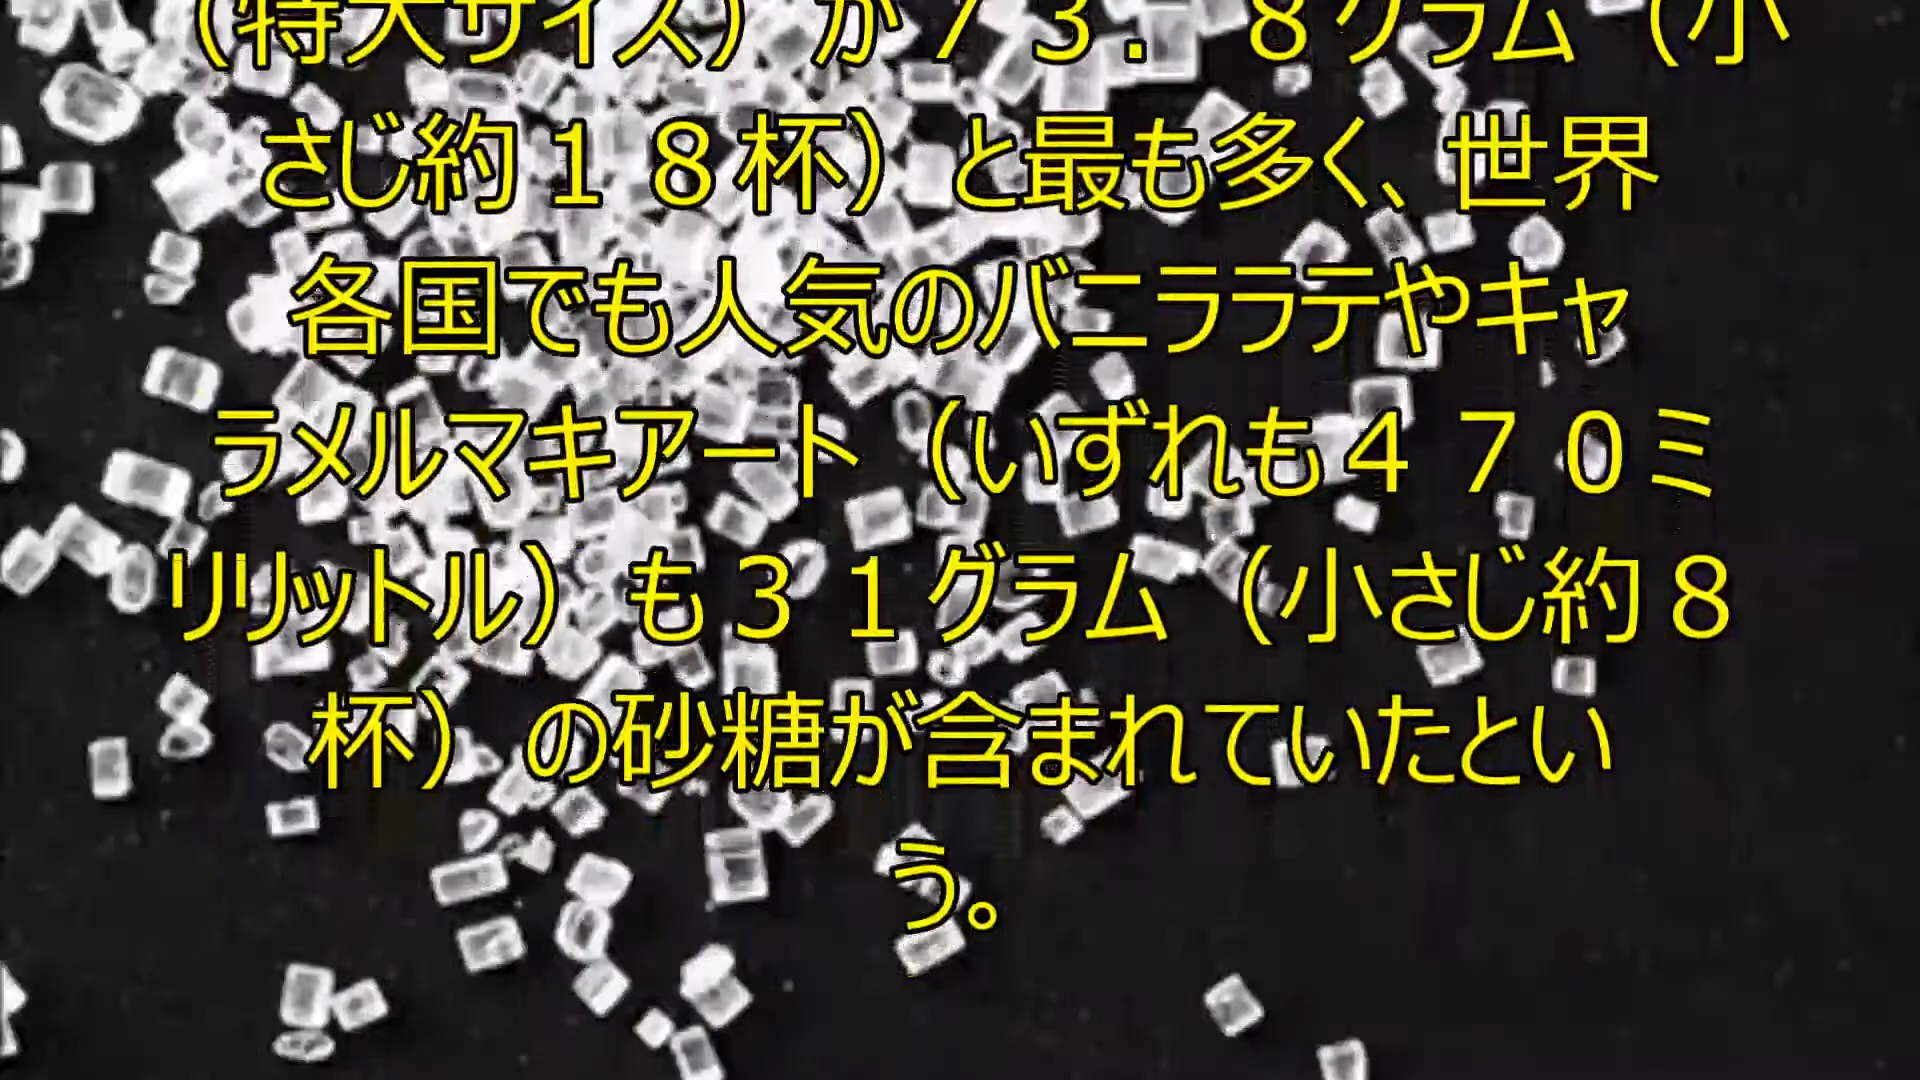 （特大サイズ）が７３．８グラム（小
さじ約１８杯）と最も多く、世界
各国でも人気のバニララテやキャ
ラメルマキアート（いずれも４７０ミ
リリットル）も３１グラム（小さじ約８
杯）の砂糖が含まれていたとい
う。